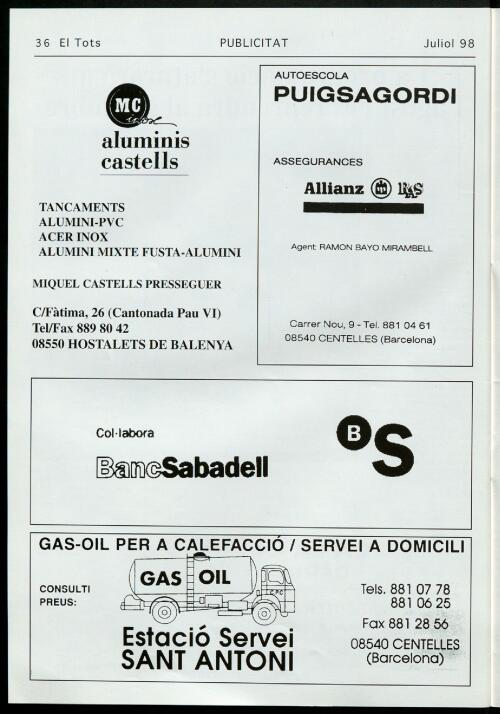 36 El Tots PUBLICITAT Juliol 98
MC
inox
aluminis
castells
TANCAMENTS
ALUMINI-PVC
ACER INOX
ALUMINI MIXTE FUSTA-ALUMINI
MIQUEL CASTELLS PRESSEGUER
C/Fàtima, 26 (Cantonada Pau VI)
Tel/Fax 889 80 42
08550 HOSTALETS DE BALENYA
AUTOESCOLA
PUIGSAGORDI
ASSEGURANCES
Allianz RAS
Agent: RAMON BAYO MIRAMBELL
Carrer Nou, 9 - Tel. 881 04 61
08540 CENTELLES (Barcelona)
Col·labora
BancSabadell
BS
GAS-OIL PER A CALEFACCIÓ / SERVEI A DOMICILI
CONSULTI
PREUS:
GAS OIL
Estació Servei
SANT ANTONI
Tels. 881 07 78
881 06 25
Fax 881 28 56
08540 CENTELLES
(Barcelona)